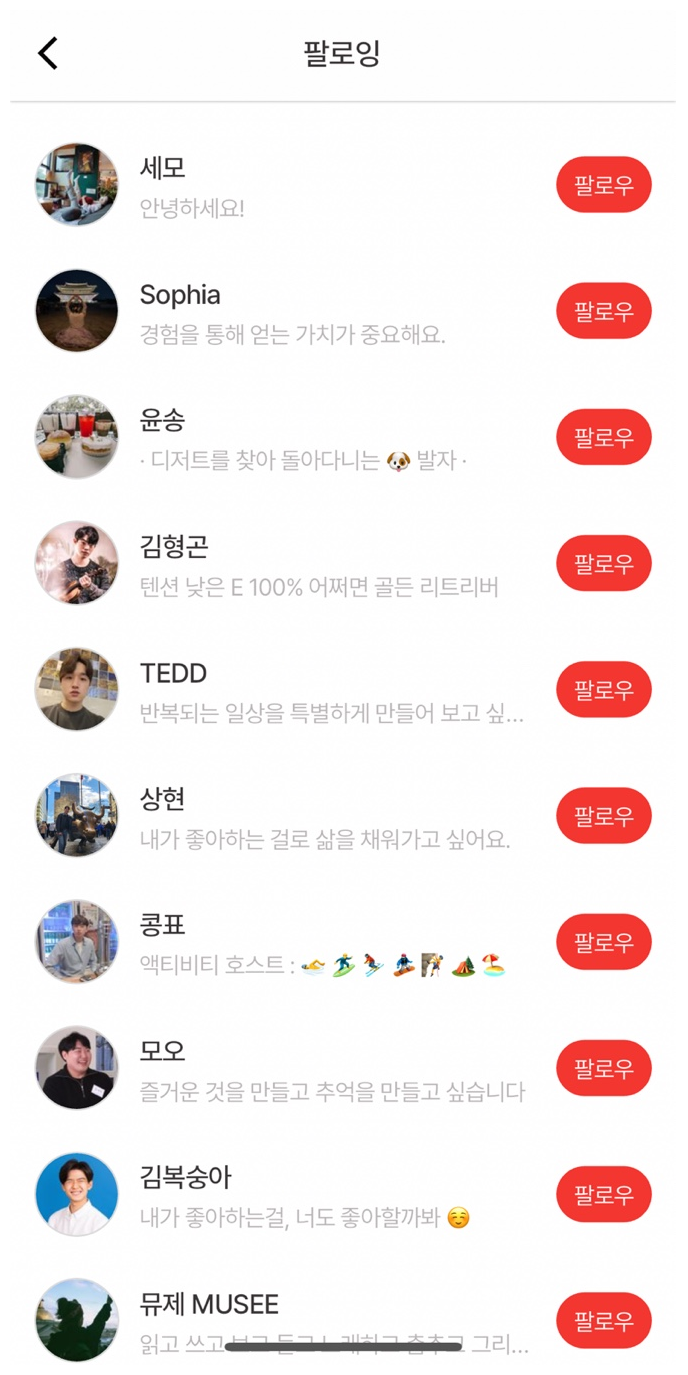 팔로잉
세모
안녕하세요!
팔로우
Sophia
경험을 통해 얻는 가치가 중요해요.
팔로우
윤송
· 디저트를 찾아 돌아다니는 🐶 발자 ·
팔로우
김형곤
텐션 낮은 E 100% 어쩌면 골든 리트리버
팔로우
TEDD
반복되는 일상을 특별하게 만들어 보고 싶...
팔로우
상현
내가 좋아하는 걸로 삶을 채워가고 싶어요.
팔로우
콩표
액티비티 호스트 : 🏊 🏄 ⛷ 🏂 🧗 🏕 🏖
팔로우
모오
즐거운 것을 만들고 추억을 만들고 싶습니다
팔로우
김복숭아
내가 좋아하는걸, 너도 좋아할까봐 ☺️
팔로우
뮤제 MUSEE
읽고 쓰고 그리...
팔로우